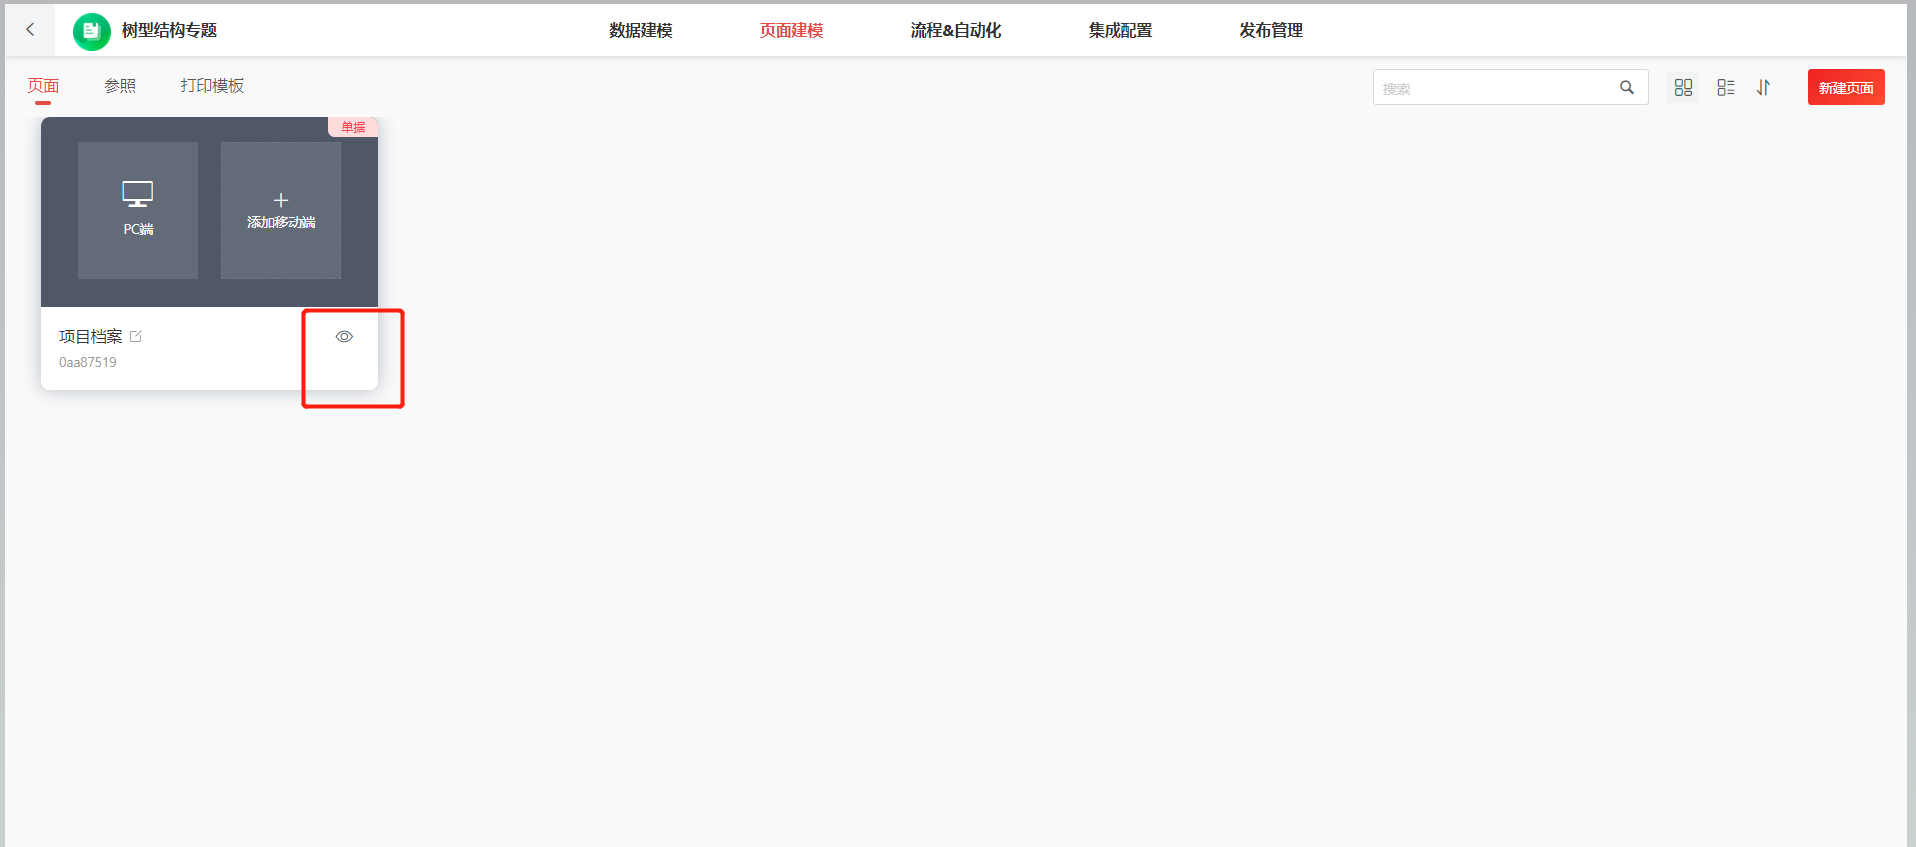 树型结构专题
数据建模
页面建模
流程&自动化
集成配置
发布管理
页面
参照
打印模板
搜索
新建页面
单据
PC端
添加移动端
项目档案
0aa87519